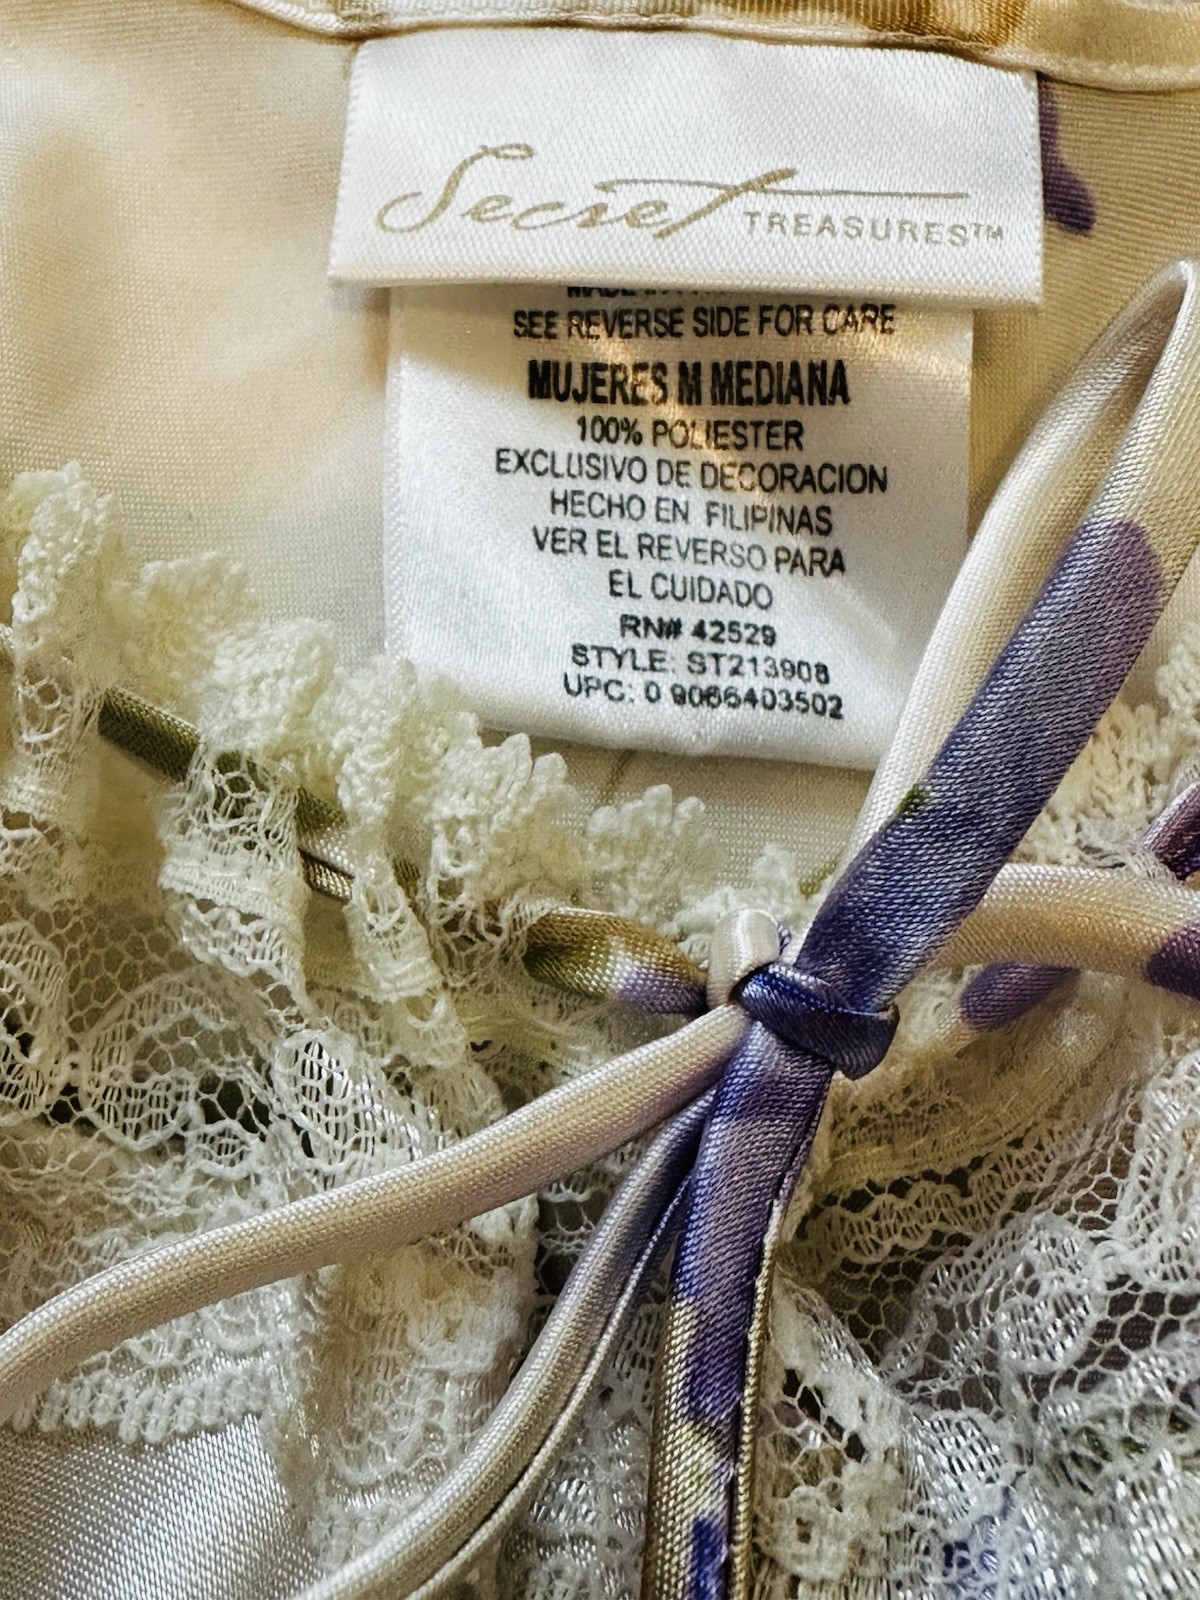 Secret TREASURES™
SEE REVERSE SIDE FOR CARE
MUJERES M MEDIANA
100% POLIESTER
EXCLUSIVO DE DECORACION
HECHO EN FILIPINAS
VER EL REVERSO PARA
EL CUIDADO
RN# 42529
STYLE: ST213908
UPC: 0 9066403502